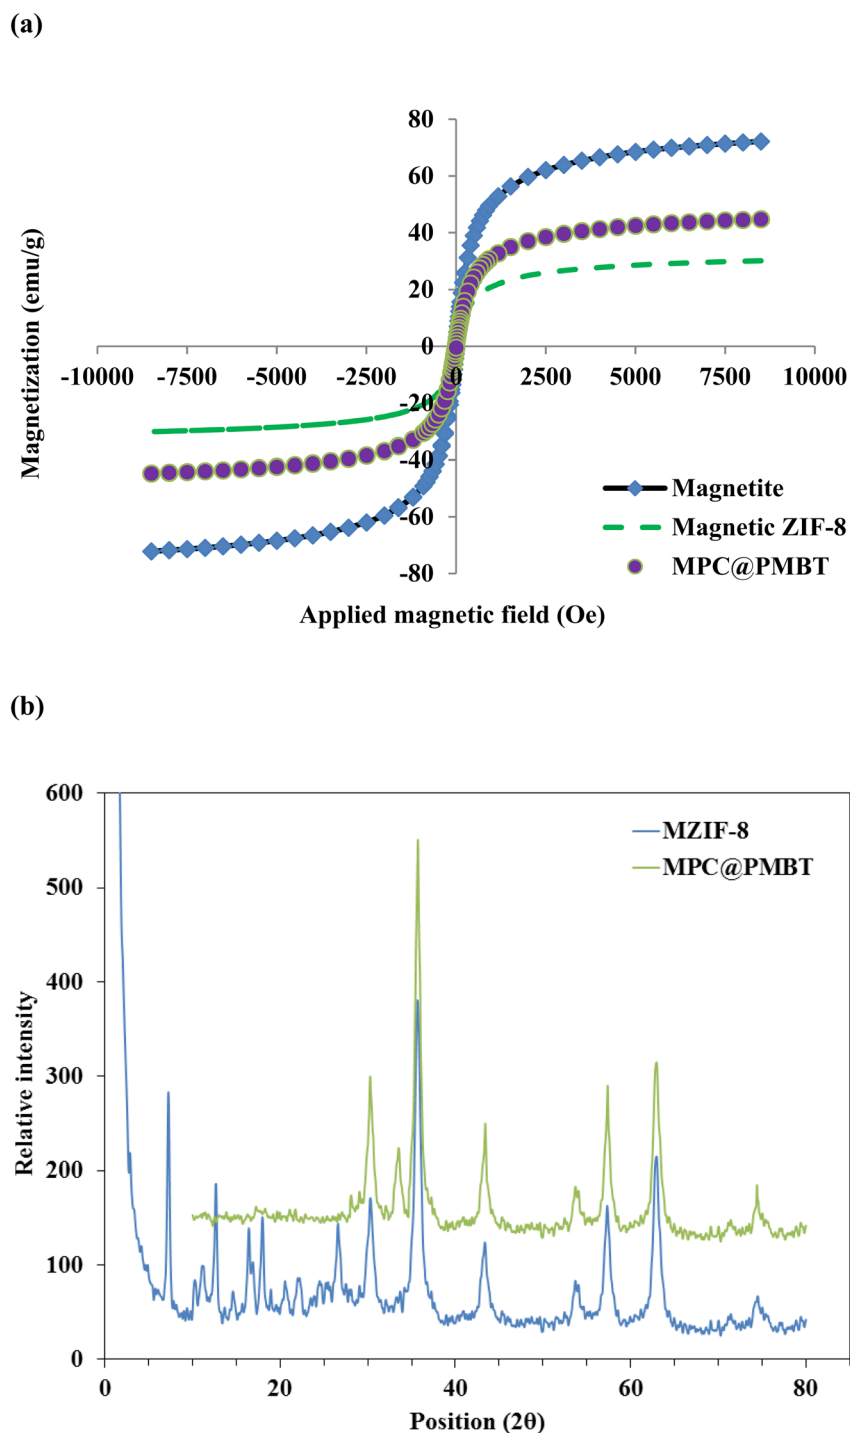 (a)
80
60
40
20
0
-20
-40
-60
-80
-10000 -7500 -5000 -2500 0 2500 5000 7500 10000
Magnetization (emu/g)
Applied magnetic field (Oe)
Magnetite
Magnetic ZIF-8
MPC@PMBT
(b)
600
500
400
300
200
100
0
0 20 40 60 80
Relative intensity
Position (2θ)
MZIF-8
MPC@PMBT